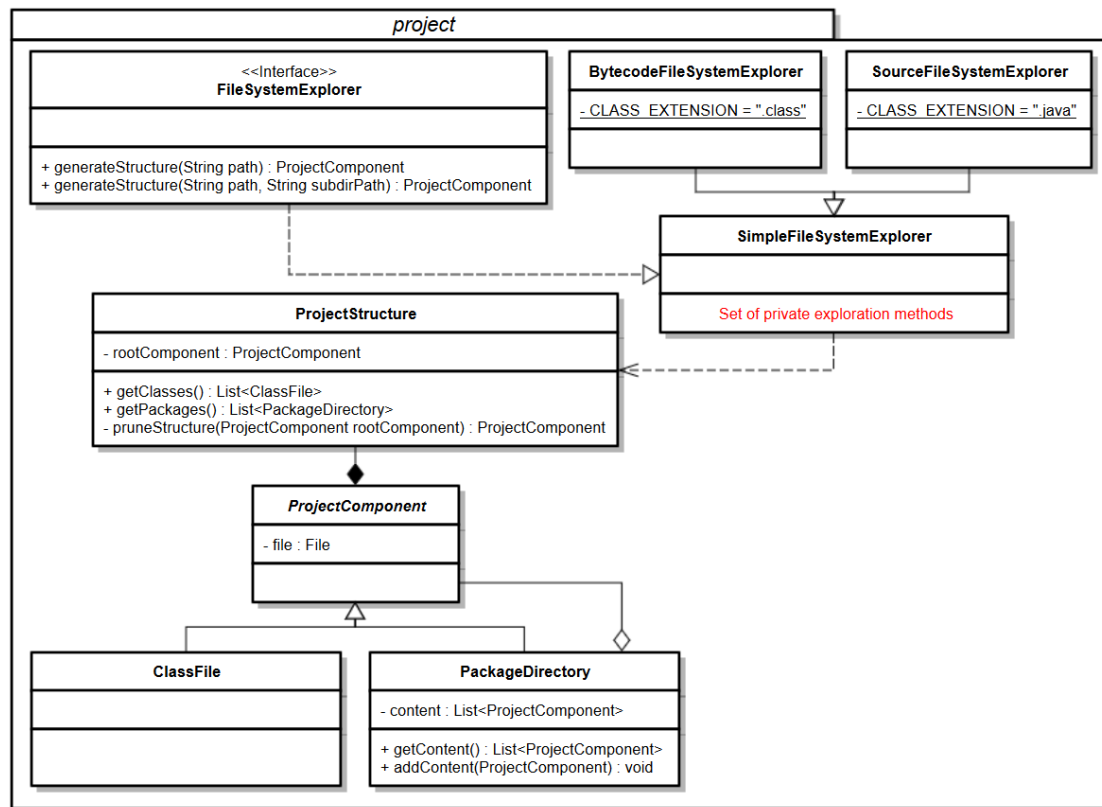 project
<<Interface>>
FileSystemExplorer
+ generateStructure(String path) : ProjectComponent
+ generateStructure(String path, String subdirPath) : ProjectComponent
BytecodeFileSystemExplorer
- CLASS_EXTENSION = ".class"
SourceFileSystemExplorer
- CLASS_EXTENSION = ".java"
SimpleFileSystemExplorer
Set of private exploration methods
ProjectStructure
- rootComponent : ProjectComponent
+ getClasses() : List<ClassFile>
+ getPackages() : List<PackageDirectory>
- pruneStructure(ProjectComponent rootComponent) : ProjectComponent
ProjectComponent
- file : File
ClassFile
PackageDirectory
- content : List<ProjectComponent>
+ getContent() : List<ProjectComponent>
+ addContent(ProjectComponent) : void